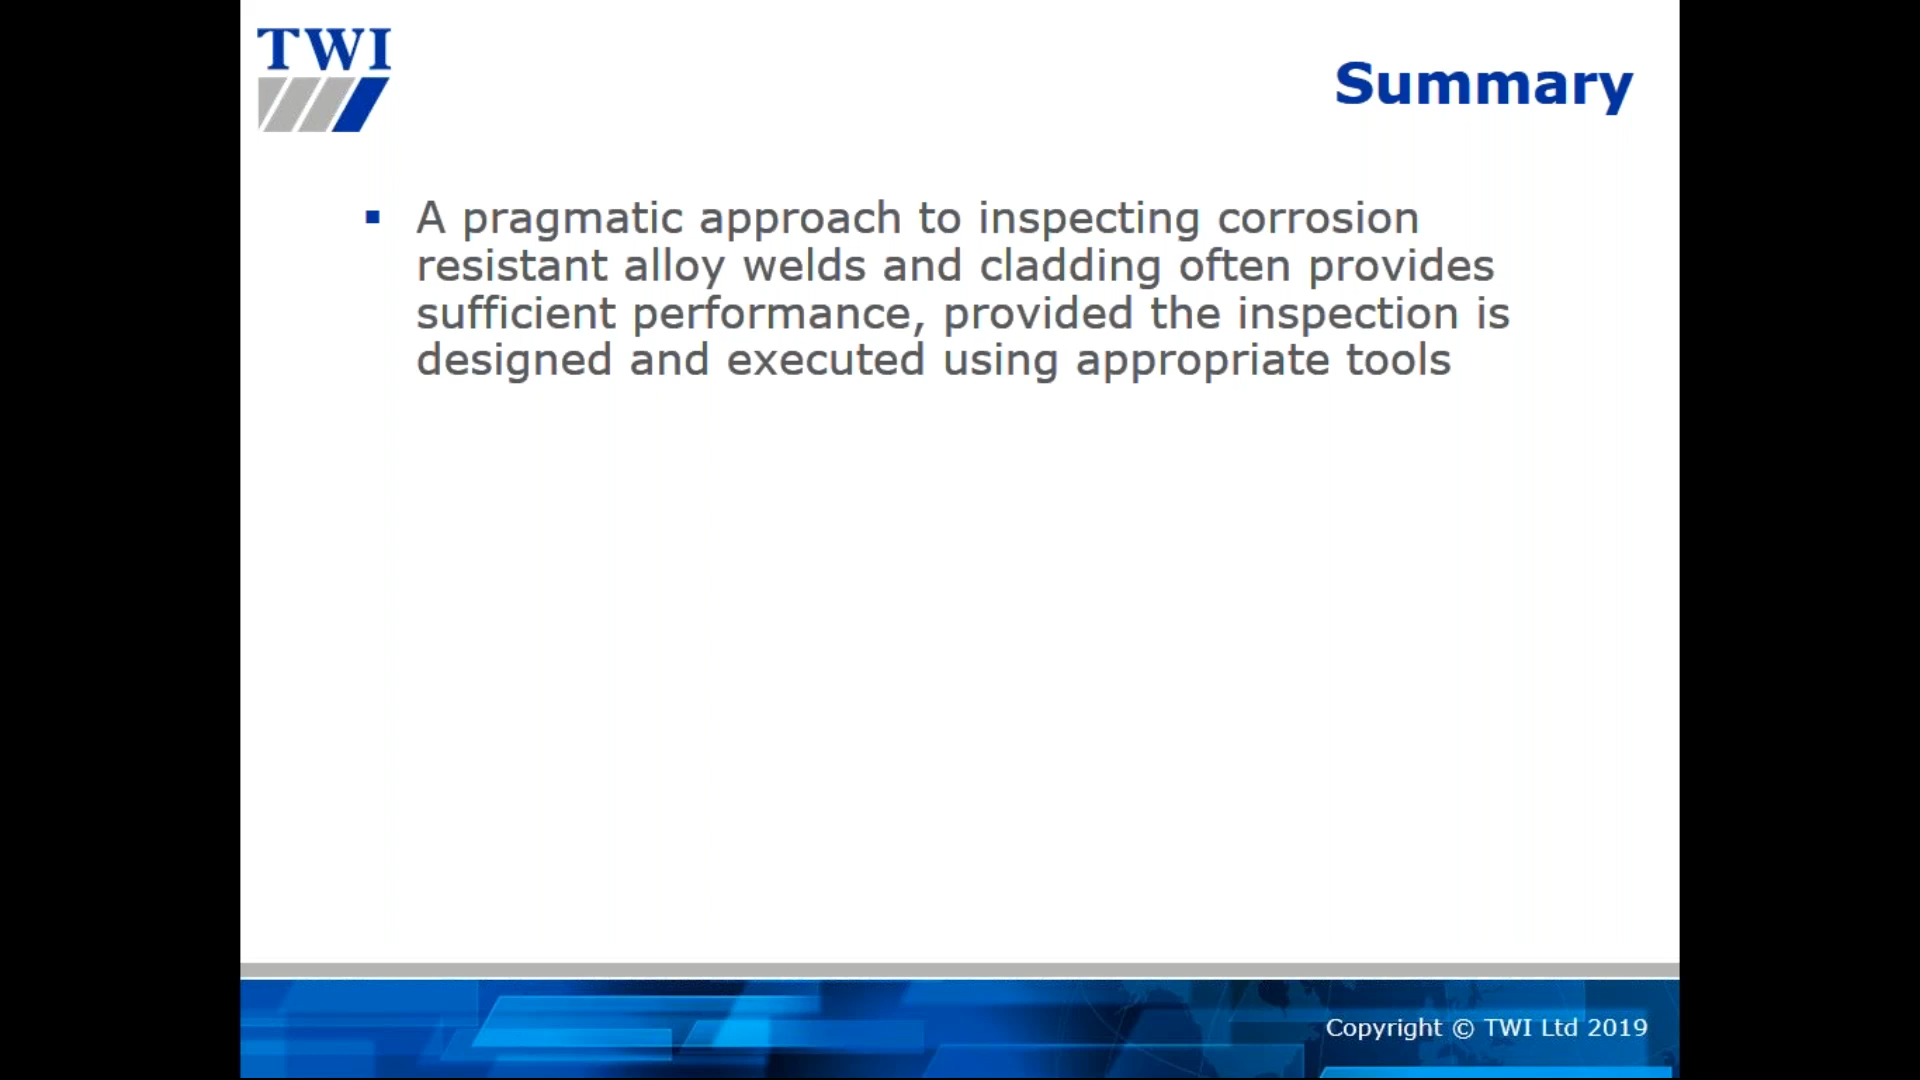 TWI
Summary
▪ A pragmatic approach to inspecting corrosion
resistant alloy welds and cladding often provides
sufficient performance, provided the inspection is
designed and executed using appropriate tools
Copyright © TWI Ltd 2019